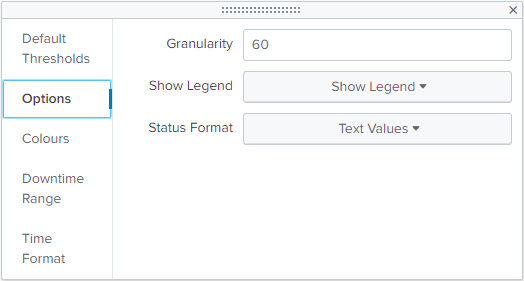 Default
Thresholds
Options
Colours
Downtime
Range
Time
Format
Granularity 60
Show Legend Show Legend
Status Format Text Values